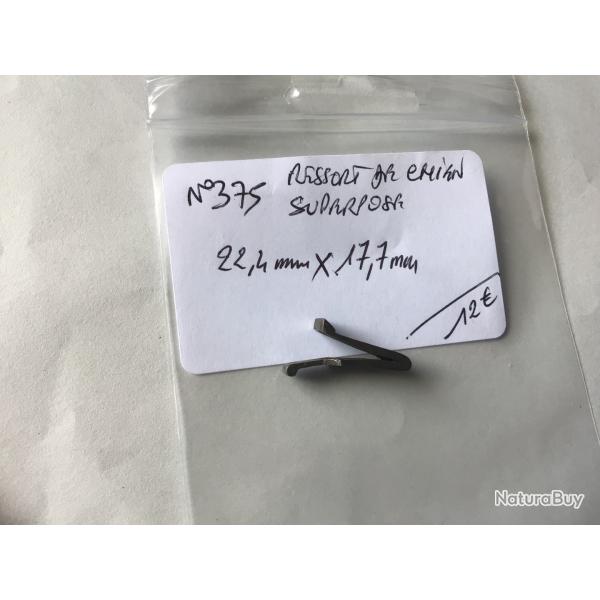 N°375 RESSORT DE CHIEN
SUPERPOSE
22,4 mm X 17,7 mm
12€
NaturaBuy